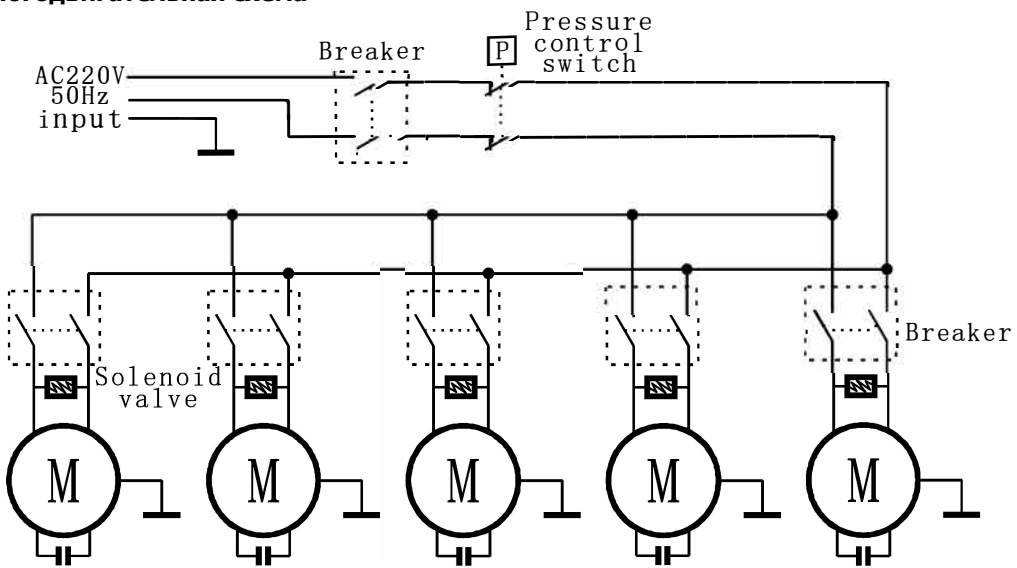 Pressure
control
switch
P
Breaker
AC220V
50Hz
input
Breaker
Solenoid
valve
M
M
M
M
M